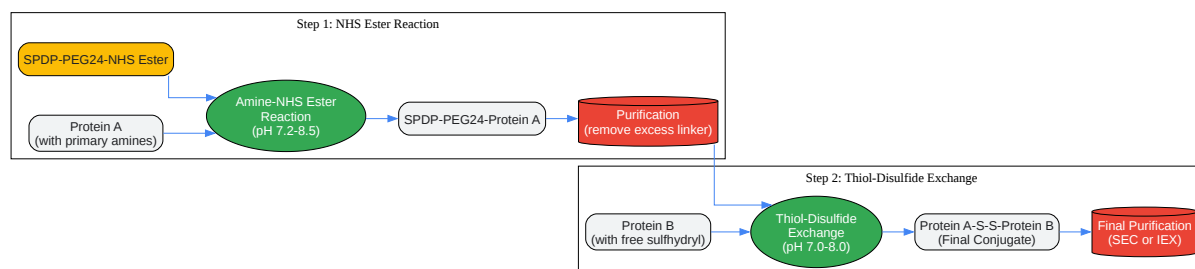 Step 1: NHS Ester Reaction
SPDP-PEG24-NHS Ester
Protein A
(with primary amines)
Amine-NHS Ester
Reaction
(pH 7.2-8.5)
SPDP-PEG24-Protein A
Purification
(remove excess linker)
Step 2: Thiol-Disulfide Exchange
Protein B
(with free sulfhydryl)
Thiol-Disulfide
Exchange
(pH 7.0-8.0)
Protein A-S-S-Protein B
(Final Conjugate)
Final Purification
(SEC or IEX)